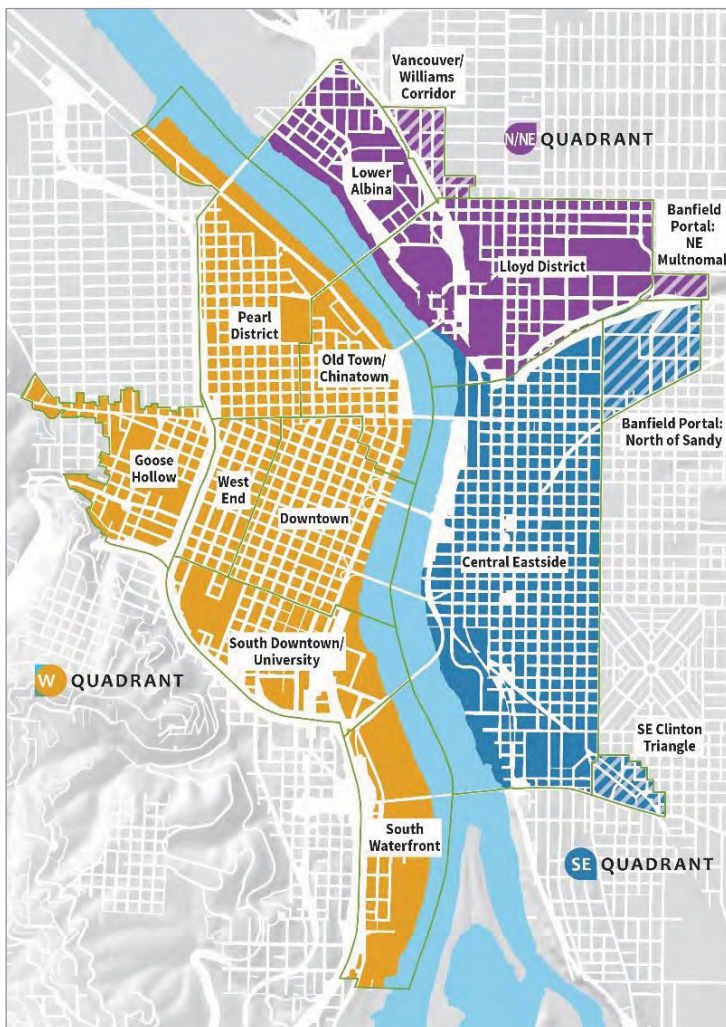 Vancouver/
Williams
Corridor
N/NE QUADRANT
Lower
Albina
Banfield
Portal:
NE
Multnomah
Lloyd District
Pearl
District
Old Town/
Chinatown
Banfield Portal:
North of Sandy
Goose
Hollow
West
End
Downtown
Central Eastside
South Downtown/
University
W QUADRANT
SE Clinton
Triangle
South
Waterfront
SE QUADRANT